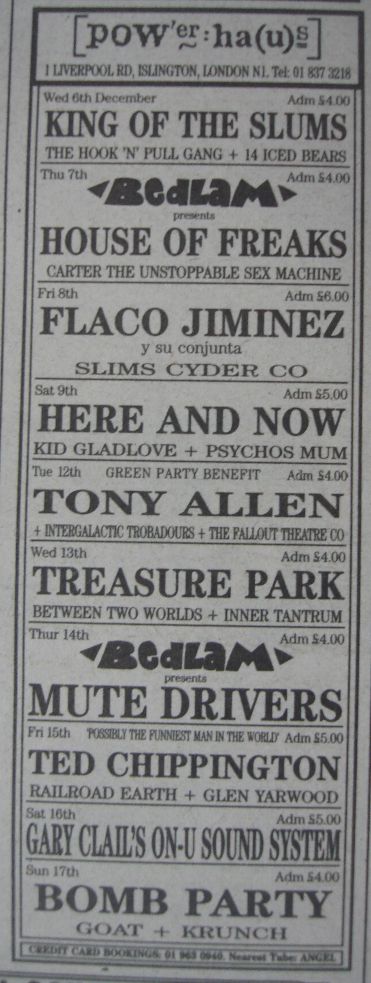 [pow'er:ha(u)s]
1 LIVERPOOL RD, ISLINGTON, LONDON N1. Tel: 01 837 3218
Wed 6th December Adm £4.00
KING OF THE SLUMS
THE HOOK 'N' PULL GANG + 14 ICED BEARS
Thu 7th Adm £4.00
BEDLAM
presents
HOUSE OF FREAKS
CARTER THE UNSTOPPABLE SEX MACHINE
Fri 8th Adm £6.00
FLACO JIMINEZ
y su conjunta
SLIMS CYDER CO
Sat 9th Adm £5.00
HERE AND NOW
KID GLADLOVE + PSYCHOS MUM
Tue 12th GREEN PARTY BENEFIT Adm £4.00
TONY ALLEN
+ INTERGALACTIC TROBADOURS + THE FALLOUT THEATRE CO
Wed 13th Adm £4.00
TREASURE PARK
BETWEEN TWO WORLDS + INNER TANTRUM
Thur 14th Adm £4.00
BEDLAM
presents
MUTE DRIVERS
Fri 15th 'POSSIBLY THE FUNNIEST MAN IN THE WORLD' Adm £5.00
TED CHIPPINGTON
RAILROAD EARTH + GLEN YARWOOD
Sat 16th Adm £5.00
GARY CLAIL'S ON-U SOUND SYSTEM
Sun 17th Adm £4.00
BOMB PARTY
GOAT + KRUNCH
CREDIT CARD BOOKINGS: 01 963 0940. Nearest Tube: ANGEL